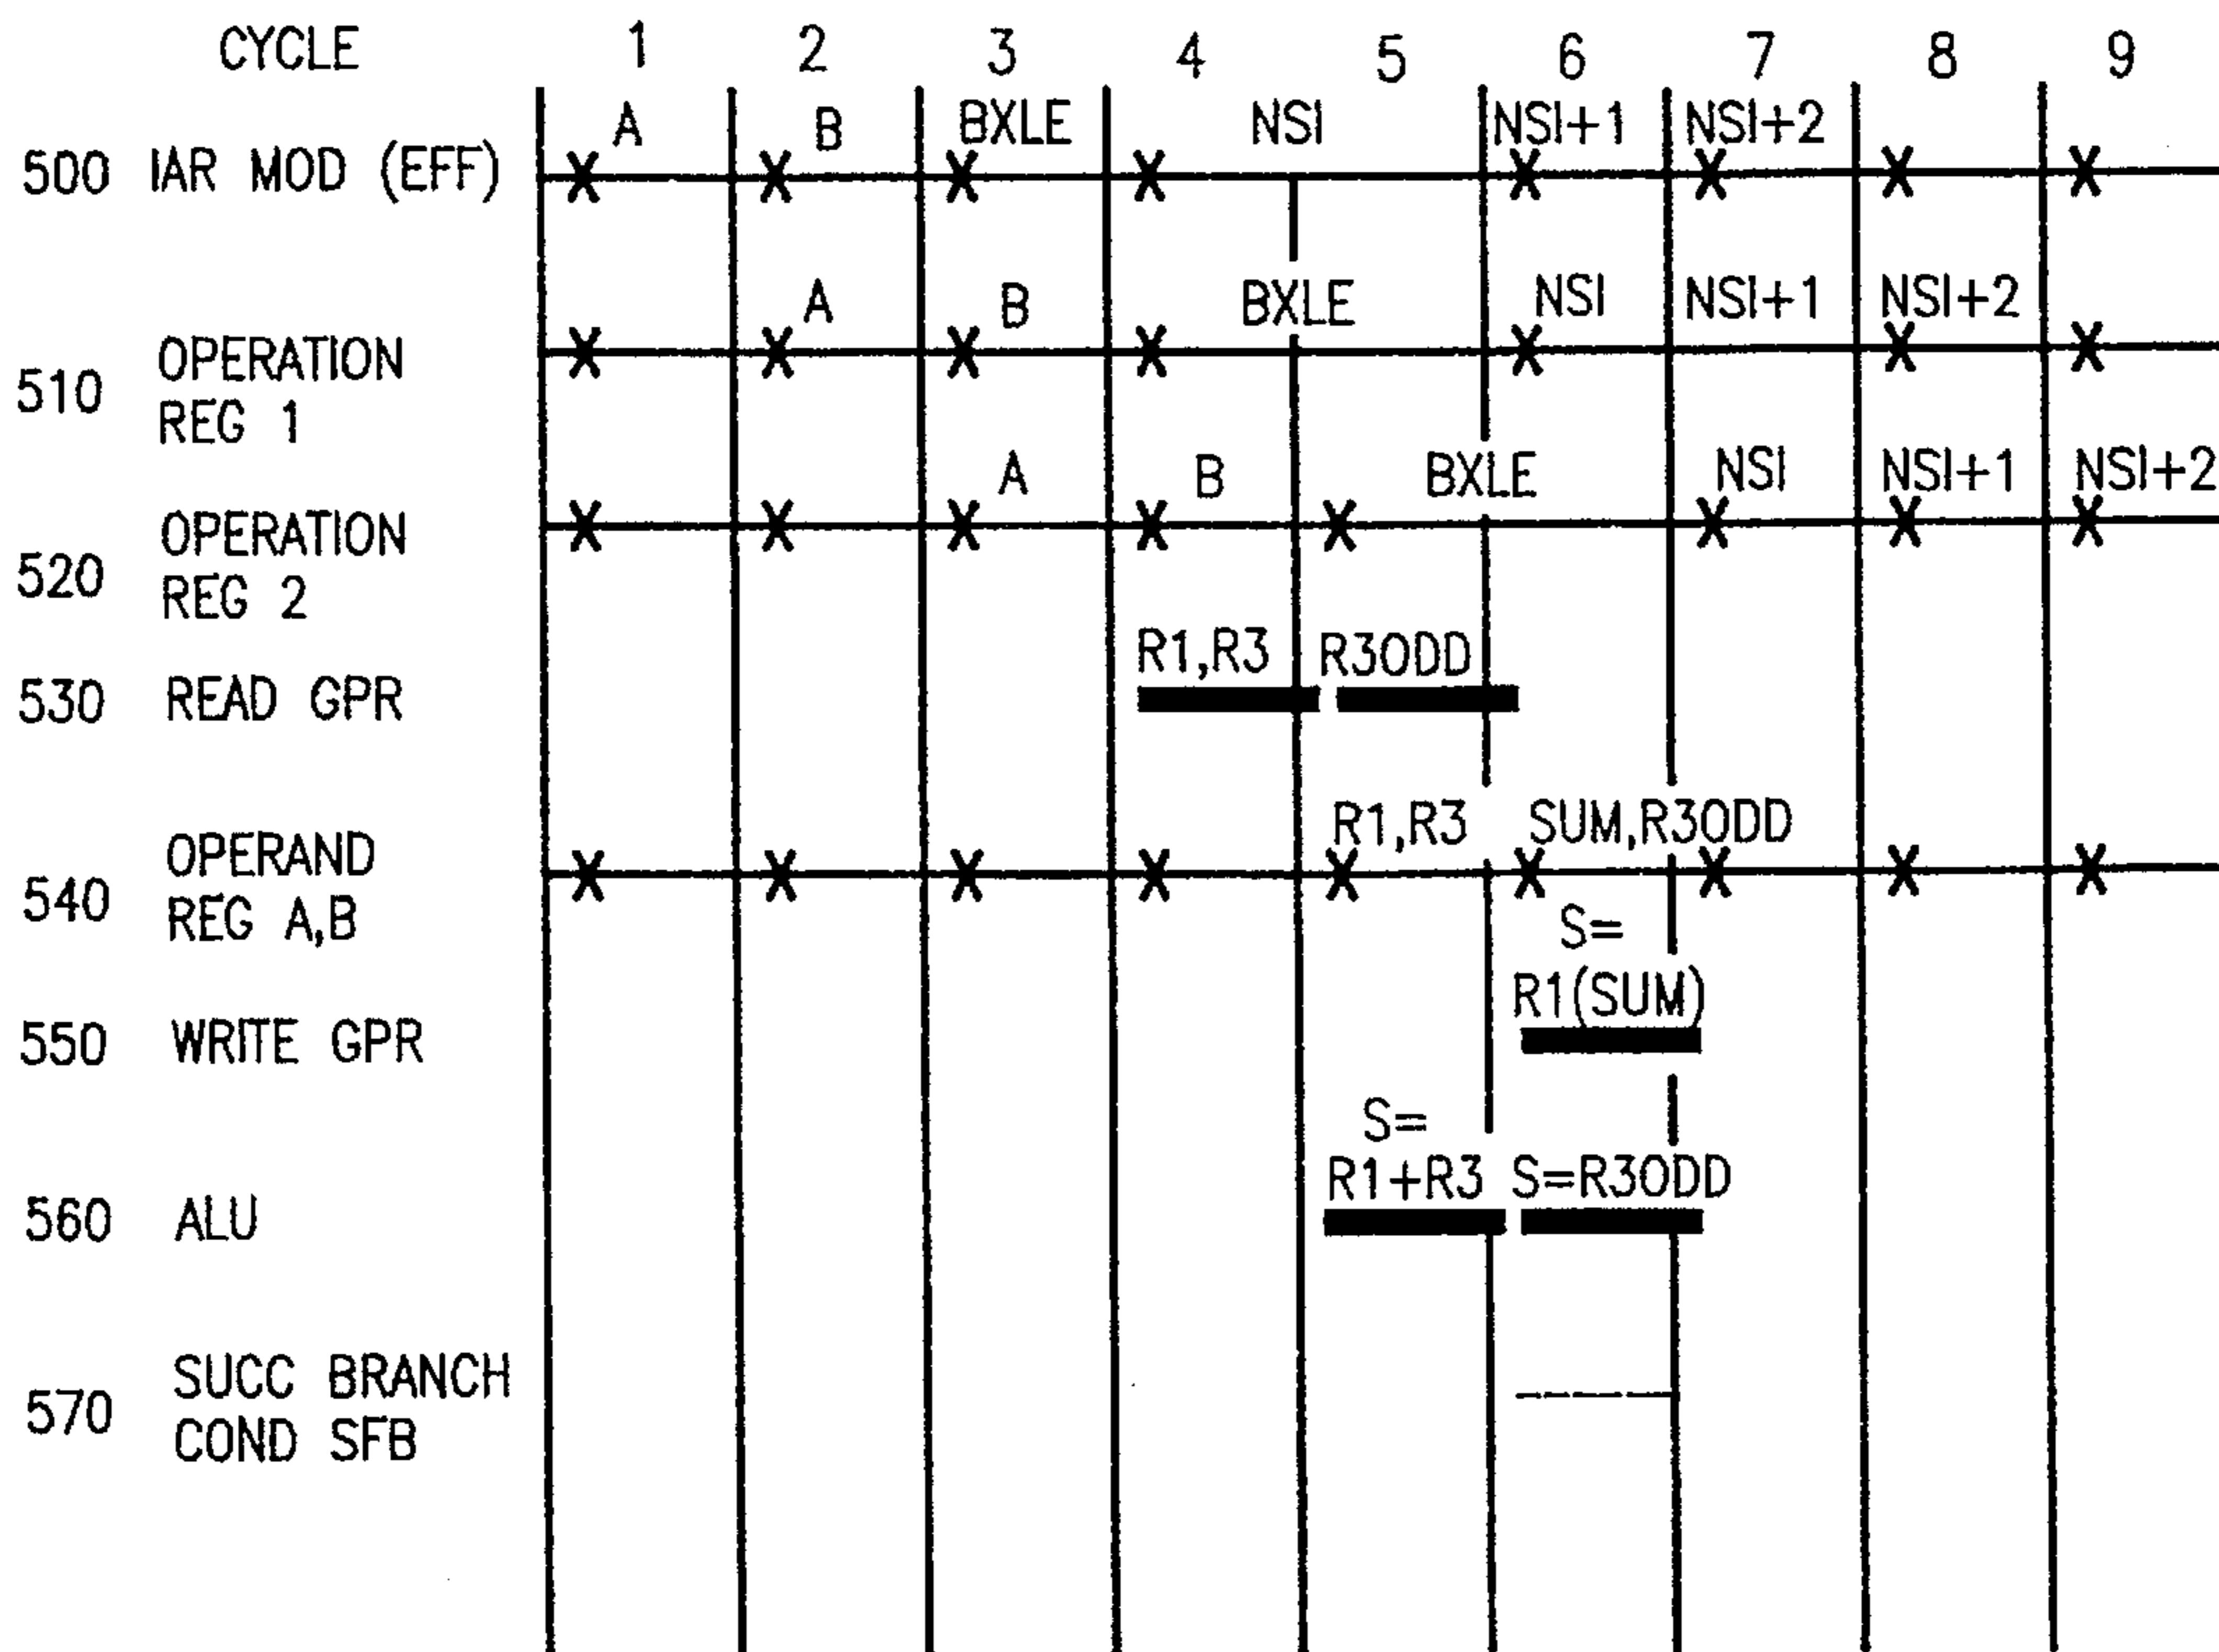 CYCLE 1 2 3 4 5 6 7 8 9
A B BXLE NSI NSI+1 NSI+2
500 IAR MOD (EFF)
A B BXLE NSI NSI+1 NSI+2
510 OPERATION
REG 1
A B BXLE NSI NSI+1 NSI+2
520 OPERATION
REG 2
R1,R3 R3ODD
530 READ GPR
R1,R3 SUM,R3ODD
540 OPERAND
REG A,B
S=
R1(SUM)
550 WRITE GPR
S=
R1+R3 S=R3ODD
560 ALU
570 SUCC BRANCH
COND SFB